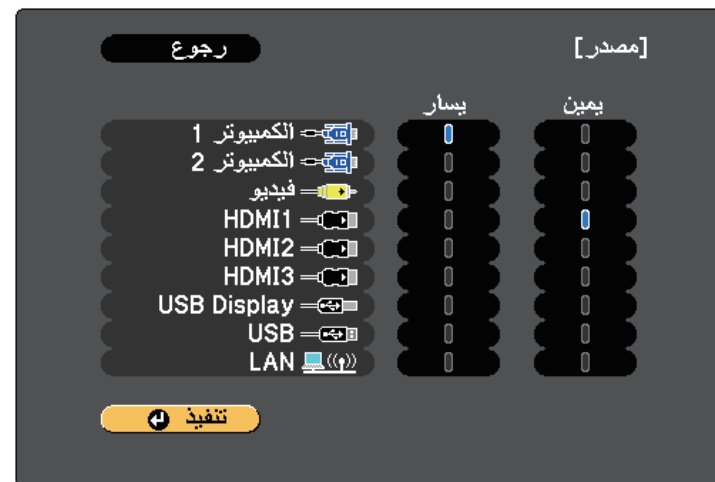 [مصدر]
رجوع
يمين
يسار
الكمبيوتر 1
الكمبيوتر 2
فيديو
HDMI1
HDMI2
HDMI3
USB Display
USB
LAN
تنفيذ